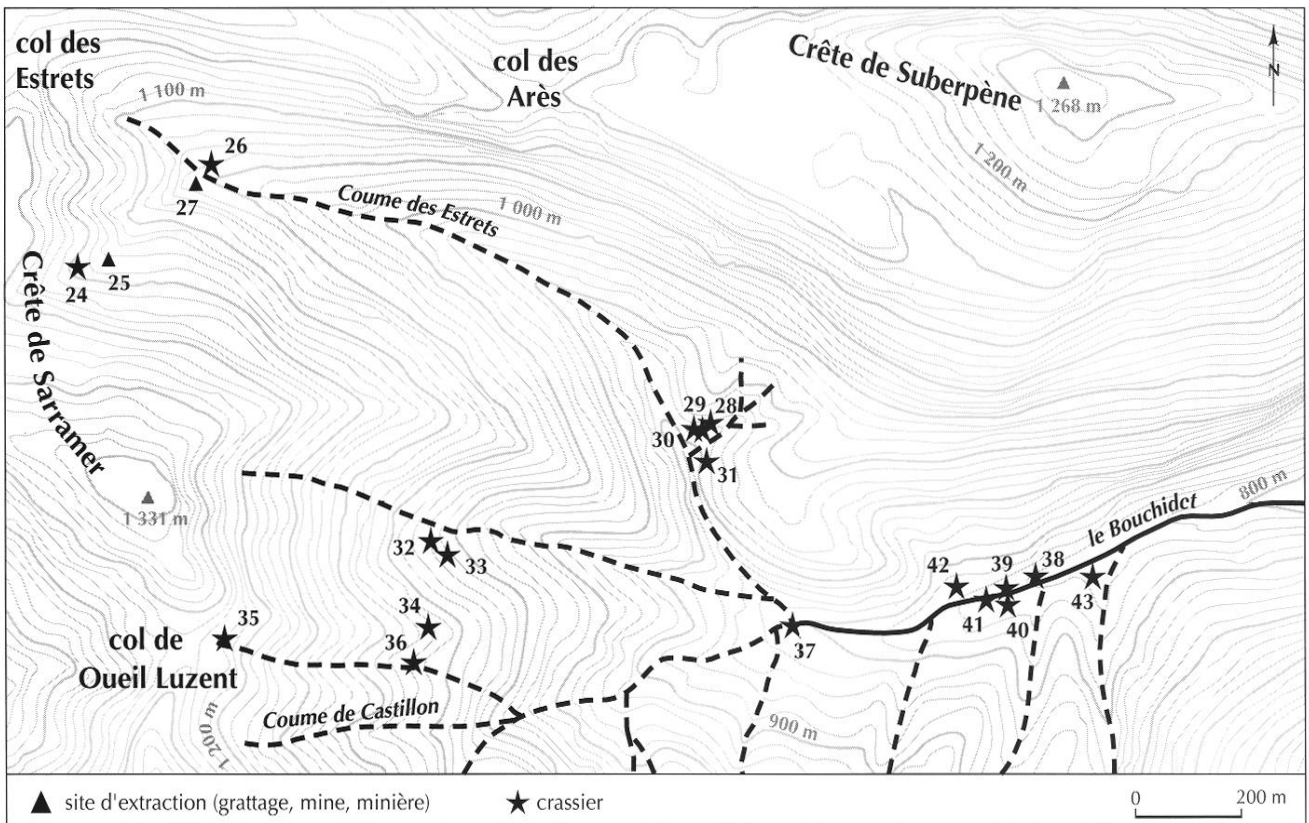 col des
Estrets
col des
Arès
Crête de Suberpène
1 268 m
N
1 100 m
26
27
Coume des Estrets
1 000 m
1 200 m
24
25
Crête de Sarramer
1 331 m
29
28
30
31
32
33
34
35
36
col de
Oueil Luzent
Coume de Castillon
1 200 m
37
900 m
le Bouchidet
800 m
42
39
38
41
40
43
site d'extraction (grattage, mine, minière)
crassier
0
200 m